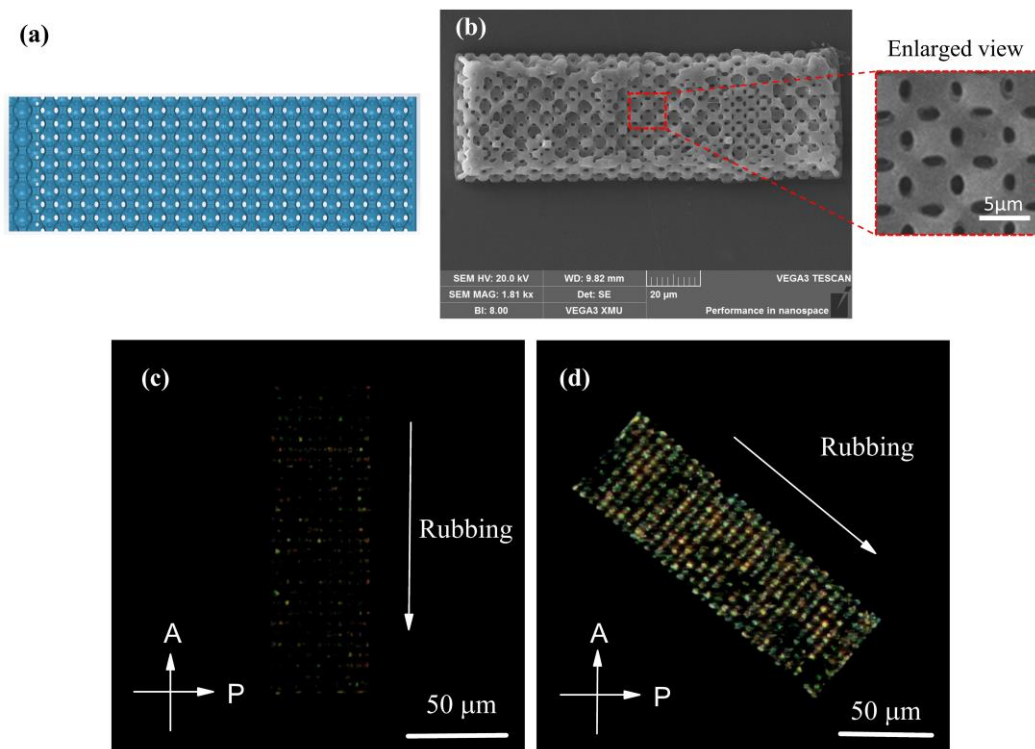 (a)
(b)
Enlarged view
5μm
SEM HV: 20.0 kV WD: 9.82 mm VEGA3 TESCAN
SEM MAG: 1.81 kx Det: SE 20 μm
BI: 8.00 VEGA3 XMU Performance in nanospace
(c)
Rubbing
A
P
50 μm
(d)
Rubbing
A
P
50 μm